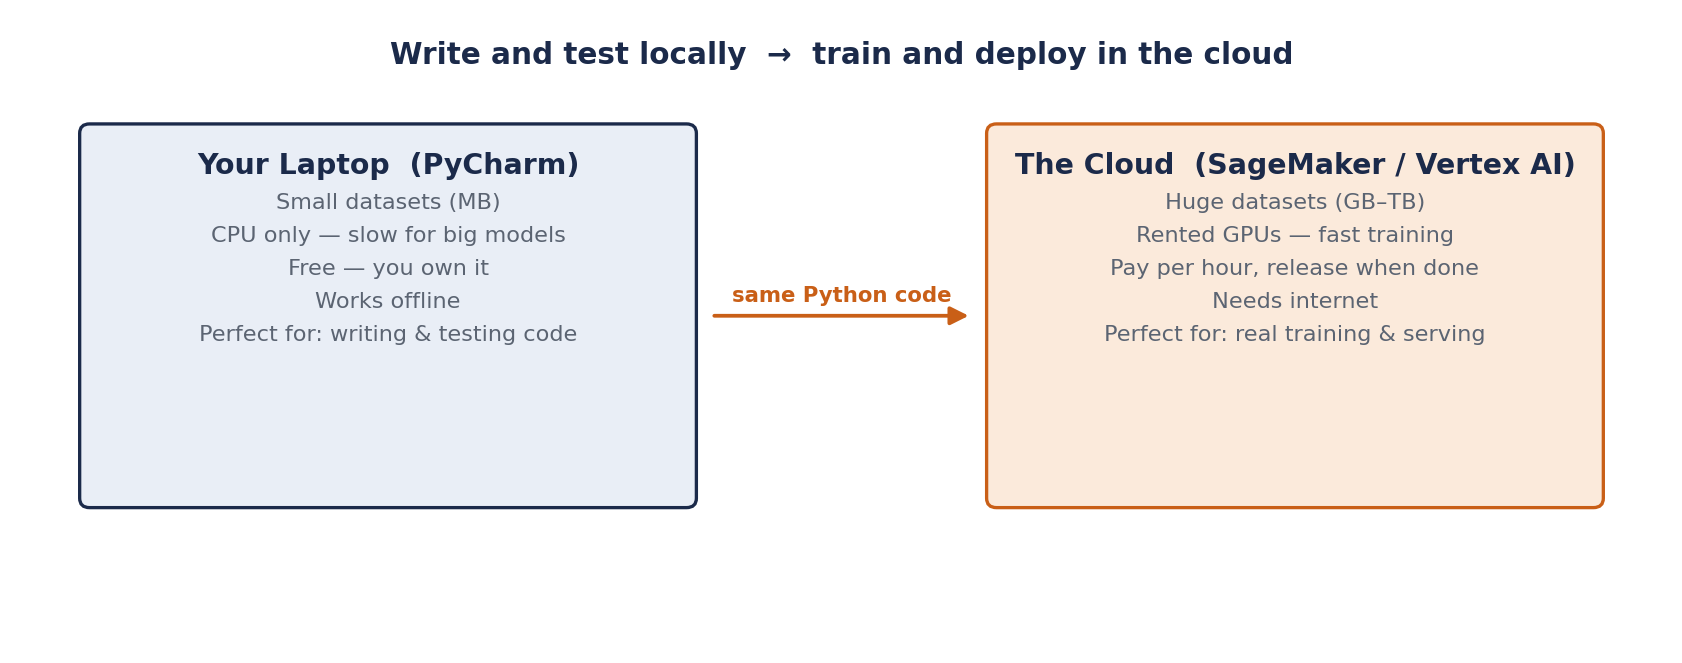 Write and test locally → train and deploy in the cloud
Your Laptop (PyCharm)
Small datasets (MB)
CPU only — slow for big models
Free — you own it
Works offline
Perfect for: writing & testing code
same Python code
The Cloud (SageMaker / Vertex AI)
Huge datasets (GB–TB)
Rented GPUs — fast training
Pay per hour, release when done
Needs internet
Perfect for: real training & serving